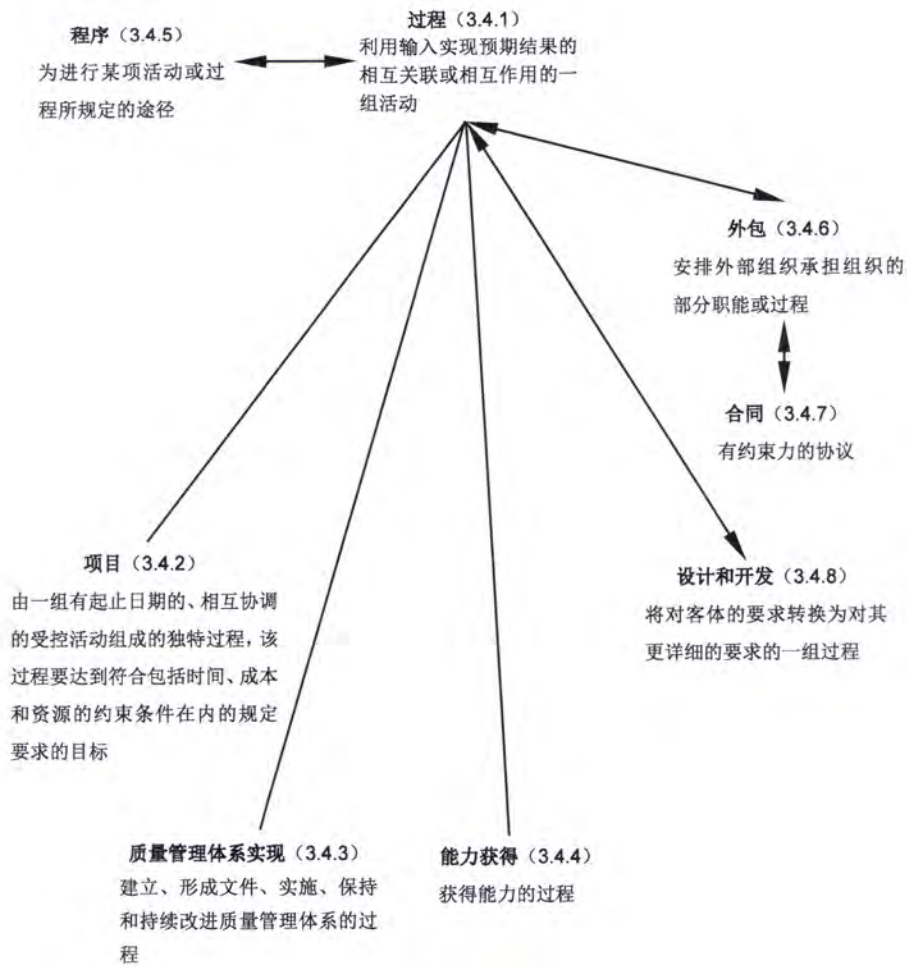 过程（3.4.1）
利用输入实现预期结果的
相互关联或相互作用的一
组活动
程序（3.4.5）
为进行某项活动或过
程所规定的途径
外包（3.4.6）
安排外部组织承担组织的
部分职能或过程
合同（3.4.7）
有约束力的协议
项目（3.4.2）
由一组有起止日期的、相互协调
的受控活动组成的独特过程，该
过程要达到符合包括时间、成本
和资源的约束条件在内的规定
要求的目标
设计和开发（3.4.8）
将对客体的要求转换为对其
更详细的要求的一组过程
质量管理体系实现（3.4.3）
建立、形成文件、实施、保持
和持续改进质量管理体系的过
程
能力获得（3.4.4）
获得能力的过程